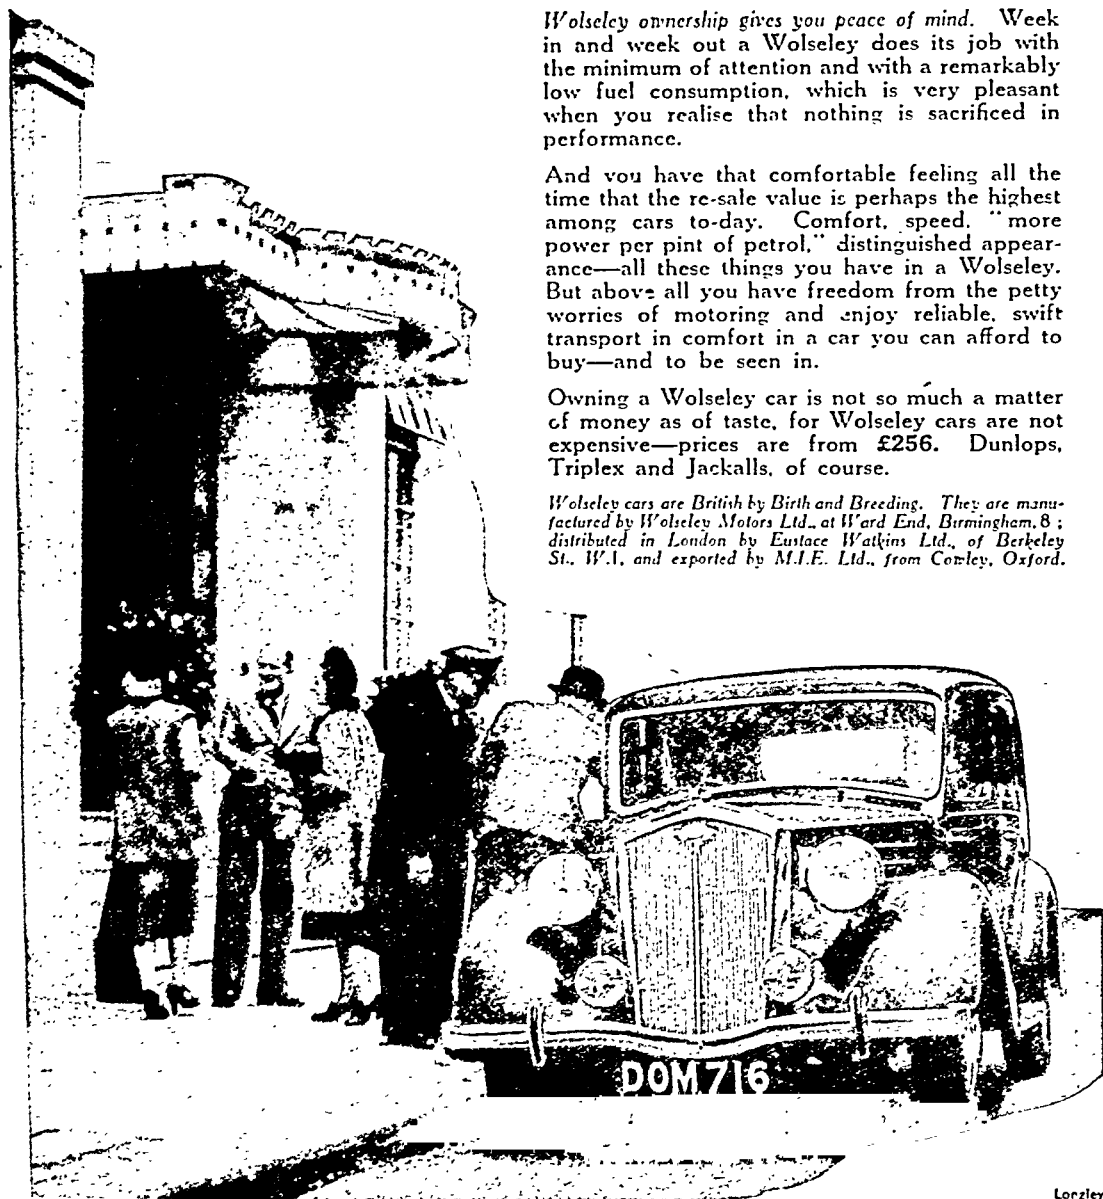 Wolseley ownership gives you peace of mind. Week
in and week out a Wolseley does its job with
the minimum of attention and with a remarkably
low fuel consumption, which is very pleasant
when you realise that nothing is sacrificed in
performance.
And you have that comfortable feeling all the
time that the re-sale value is perhaps the highest
among cars to-day. Comfort, speed, "more
power per pint of petrol," distinguished appear-
ance—all these things you have in a Wolseley.
But above all you have freedom from the petty
worries of motoring and enjoy reliable, swift
transport in comfort in a car you can afford to
buy—and to be seen in.
Owning a Wolseley car is not so much a matter
of money as of taste, for Wolseley cars are not
expensive—prices are from £256. Dunlops,
Triplex and Jackalls, of course.
Wolseley cars are British by Birth and Breeding. They are manu-
factured by Wolseley Motors Ltd., at Ward End, Birmingham, 8 ;
distributed in London by Eustace Watkins Ltd., of Berkeley
St., W.1, and exported by M.I.E. Ltd., from Cowley, Oxford.
DOM 716